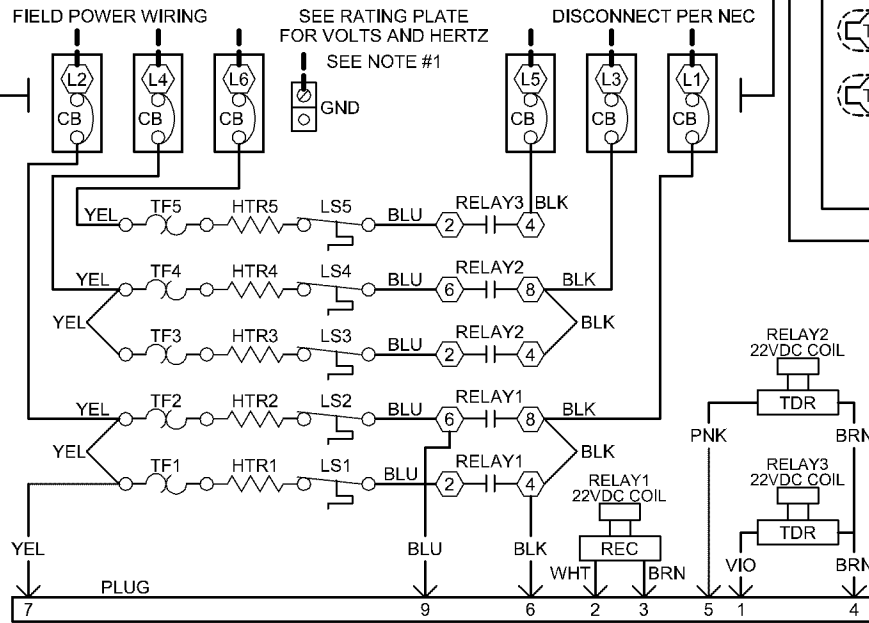 FIELD POWER WIRING
SEE RATING PLATE
FOR VOLTS AND HERTZ
DISCONNECT PER NEC
SEE NOTE #1
L2 L4 L6 L5 L3 L1
GND
CB CB CB CB CB CB
YEL TF5 HTR5 LS5 BLU RELAY3 BLK
2 4
YEL TF4 HTR4 LS4 BLU RELAY2 BLK
6 8
YEL TF3 HTR3 LS3 BLU RELAY2 BLK
2 4
YEL TF2 HTR2 LS2 BLU RELAY1 BLK
6 8
YEL TF1 HTR1 LS1 BLU RELAY1 BLK
2 4
RELAY2
22VDC COIL
TDR
PNK BRN
RELAY3
22VDC COIL
TDR
RELAY1
22VDC COIL
REC
YEL BLU BLK WHT BRN VIO BRN
PLUG
7 9 6 2 3 5 1 4